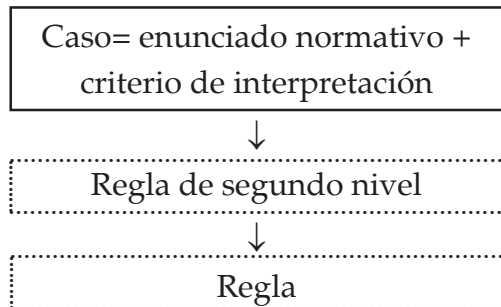 Caso= enunciado normativo +
criterio de interpretación
↓
Regla de segundo nivel
↓
Regla